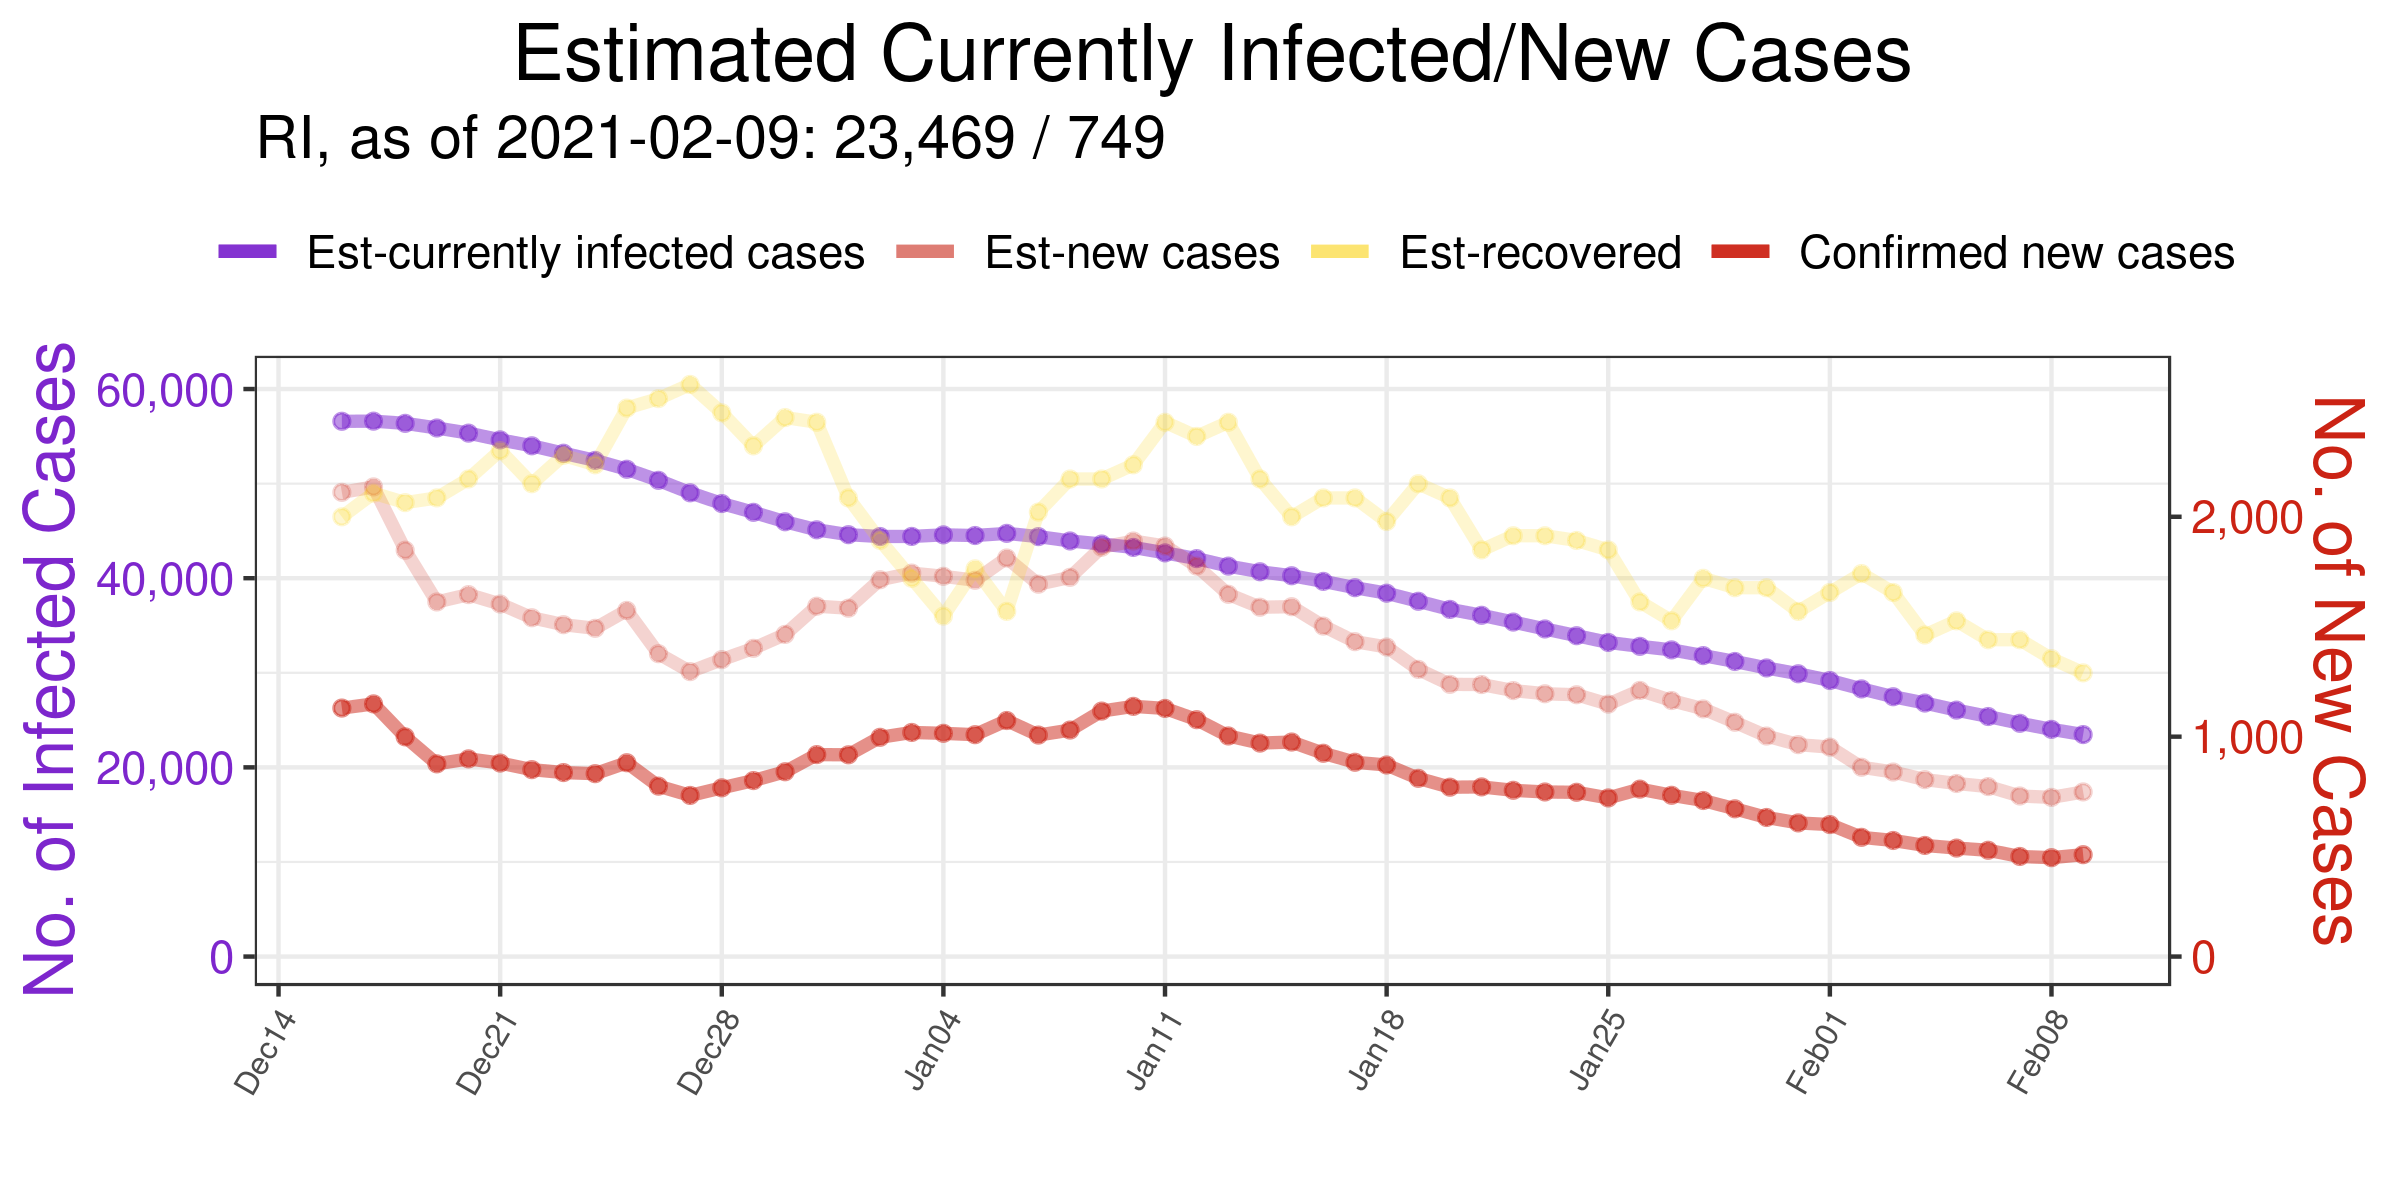 Estimated Currently Infected/New Cases
RI, as of 2021-02-09: 23,469 / 749
Est-currently infected cases Est-new cases Est-recovered Confirmed new cases
No. of Infected Cases
60,000
40,000
20,000
0
No. of New Cases
2,000
1,000
0
Dec14 Dec21 Dec28 Jan04 Jan11 Jan18 Jan25 Feb01 Feb08